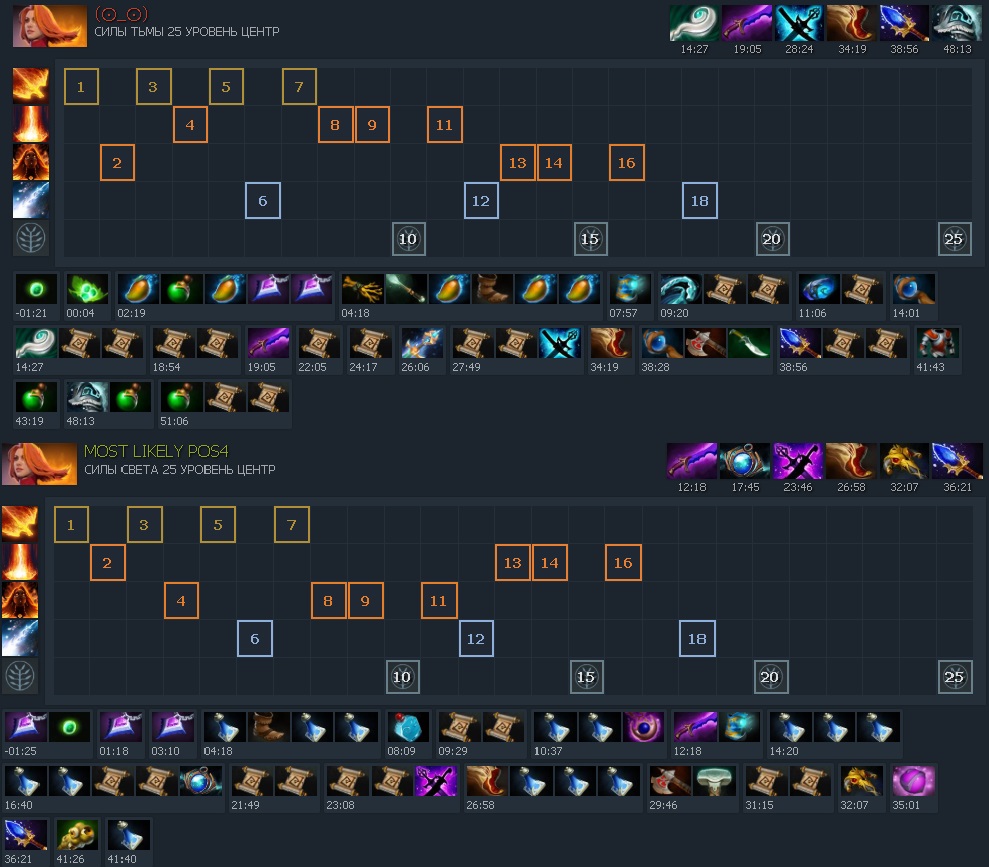 (ʘ_ʘ)
СИЛЫ ТЬМЫ 25 УРОВЕНЬ ЦЕНТР
14:27 19:05 28:24 34:19 38:56 48:13
1 3 5 7
4 8 9 11
2 13 14 16
6 12 18
10 15 20 25
-01:21 00:04 02:19 04:18 07:57 09:20 11:06 14:01
14:27 18:54 19:05 22:05 24:17 26:06 27:49 34:19 38:28 38:56 41:43
43:19 48:13 51:06
MOST LIKELY POS4
СИЛЫ СВЕТА 25 УРОВЕНЬ ЦЕНТР
12:18 17:45 23:46 26:58 32:07 36:21
1 3 5 7
2 13 14 16
4 8 9 11
6 12 18
10 15 20 25
-01:25 01:18 03:10 04:18 08:09 09:29 10:37 12:18 14:20
16:40 21:49 23:08 26:58 29:46 31:15 32:07 35:01
36:21 41:26 41:40